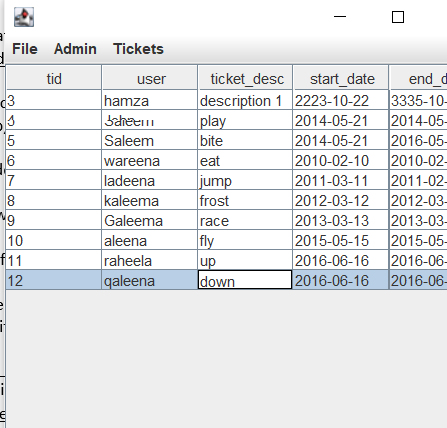 File Admin Tickets
tid user ticket_desc start_date end_d
3 hamza description 1 2223-10-22 3335-10-
play 2014-05-21 2014-05-
5 Saleem bite 2014-05-21 2016-05-
6 wareena eat 2010-02-10 2010-02-
7 ladeena jump 2011-03-11 2011-02-
8 kaleema frost 2012-03-12 2012-03-
9 Galeema race 2013-03-13 2013-03-
10 aleena fly 2015-05-15 2015-05-
11 raheela up 2016-06-16 2016-06-
12 qaleena down 2016-06-16 2016-06-